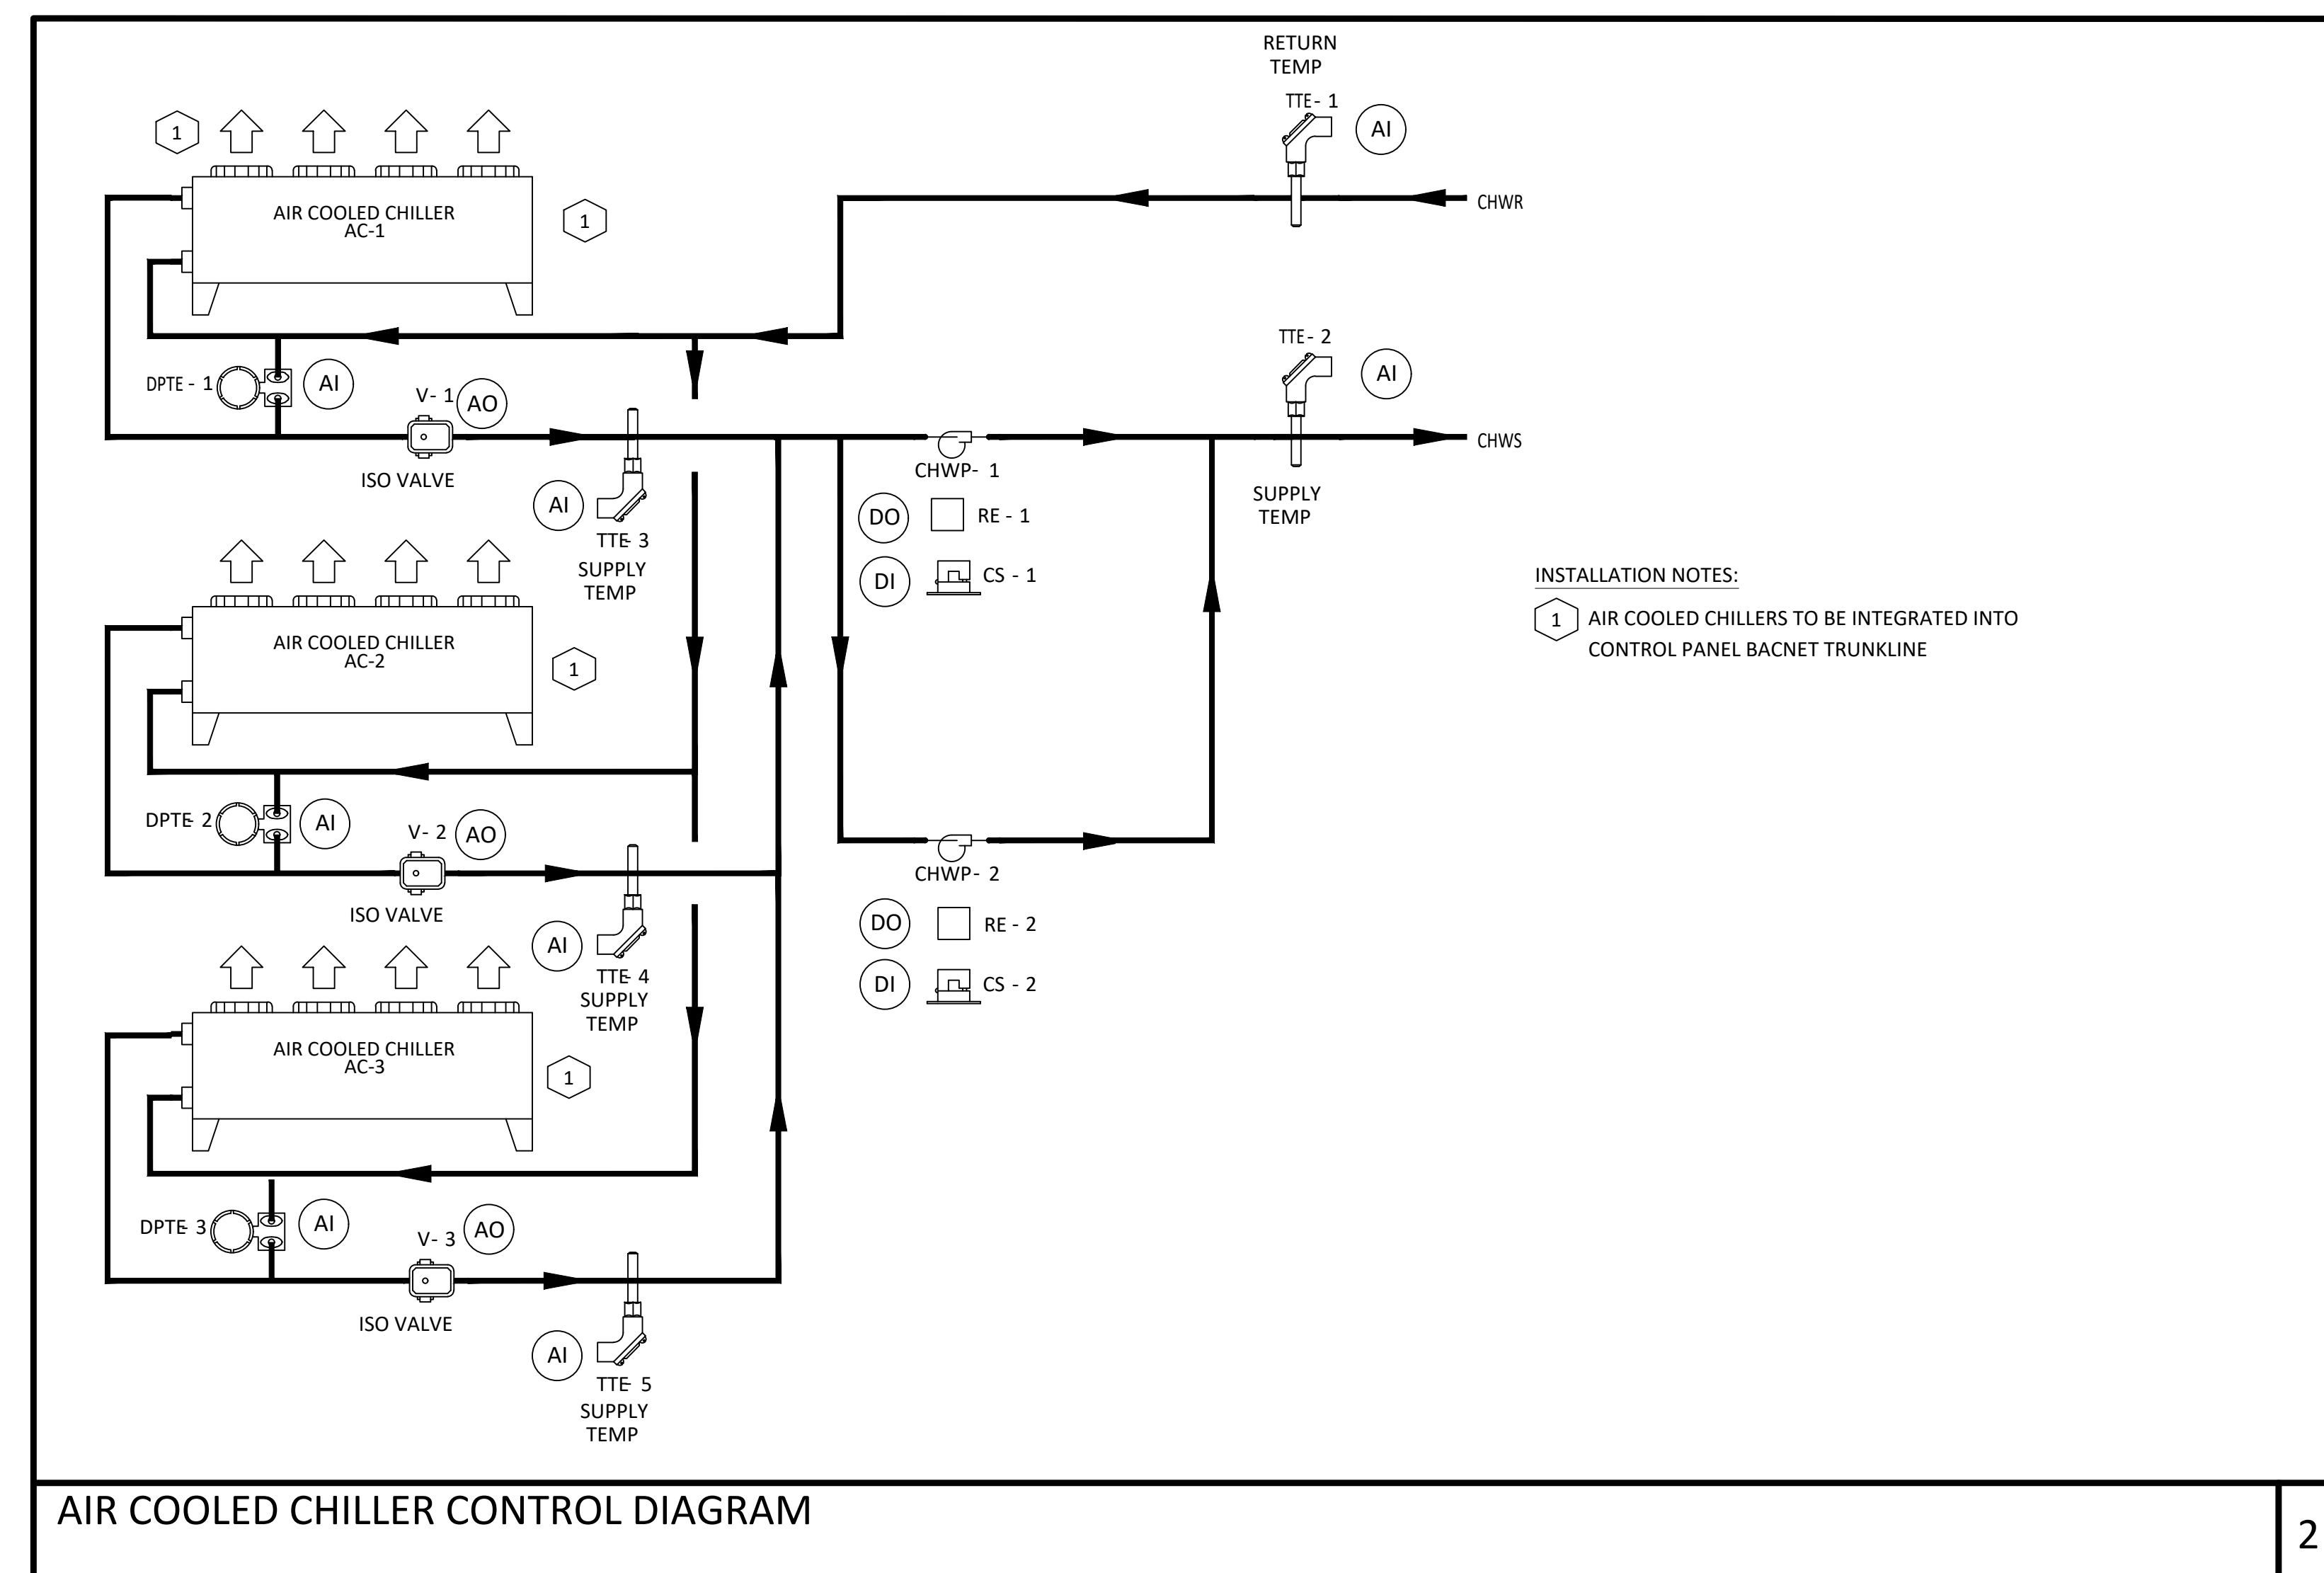 RETURN
TEMP
TTE- 1
AI
1
AIR COOLED CHILLER
AC-1
1
CHWR
TTE- 2
AI
DPTE - 1
AI
V- 1
AO
CHWS
ISO VALVE
CHWP- 1
AI
SUPPLY
TEMP
DO
RE - 1
TTE- 3
SUPPLY
TEMP
DI
CS - 1
INSTALLATION NOTES:
1
AIR COOLED CHILLERS TO BE INTEGRATED INTO
CONTROL PANEL BACNET TRUNKLINE
AIR COOLED CHILLER
AC-2
1
DPTE- 2
AI
V- 2
AO
CHWP- 2
ISO VALVE
DO
RE - 2
AI
TTE- 4
SUPPLY
TEMP
DI
CS - 2
AIR COOLED CHILLER
AC-3
1
DPTE- 3
AI
V- 3
AO
ISO VALVE
AI
TTE- 5
SUPPLY
TEMP
AIR COOLED CHILLER CONTROL DIAGRAM
2